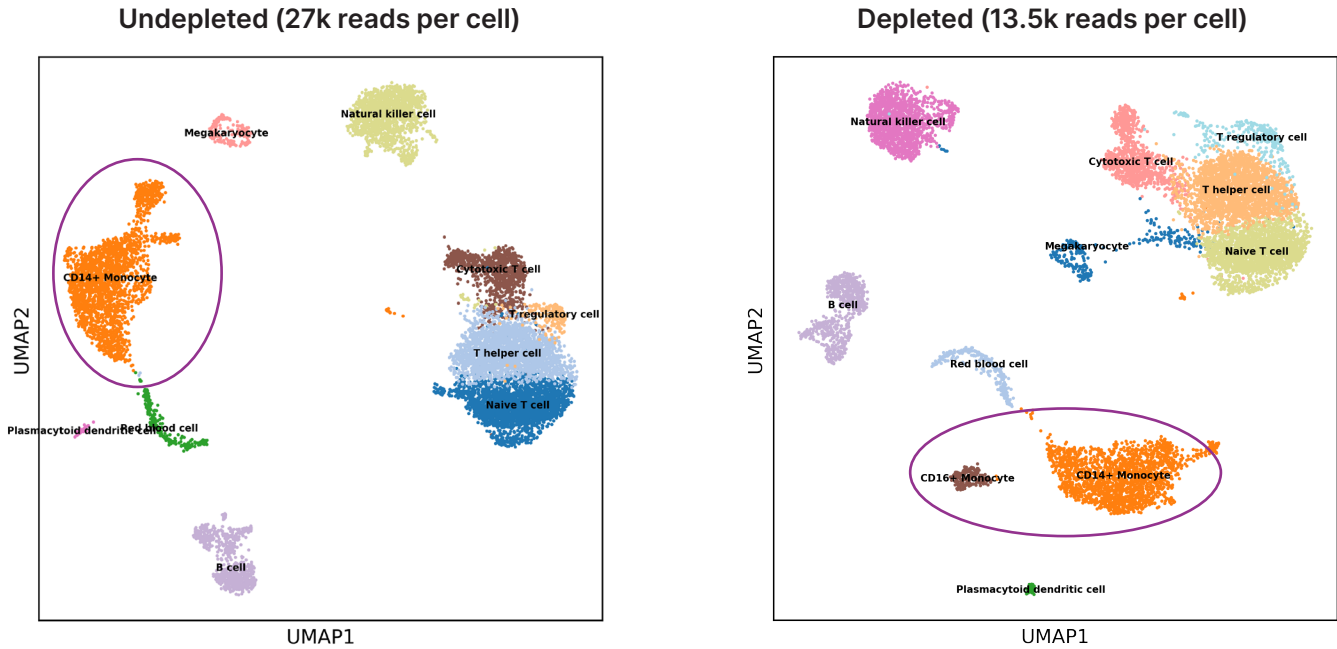 Undepleted (27k reads per cell)
Natural killer cell
Megakaryocyte
CD14+ Monocyte
Cytotoxic T cell
T regulatory cell
T helper cell
Naive T cell
Plasmacytoid dendritic cell
Red blood cell
B cell
UMAP2
UMAP1
Depleted (13.5k reads per cell)
Natural killer cell
T regulatory cell
Cytotoxic T cell
T helper cell
Megakaryocyte
Naive T cell
B cell
Red blood cell
CD16+ Monocyte
CD14+ Monocyte
Plasmacytoid dendritic cell
UMAP2
UMAP1